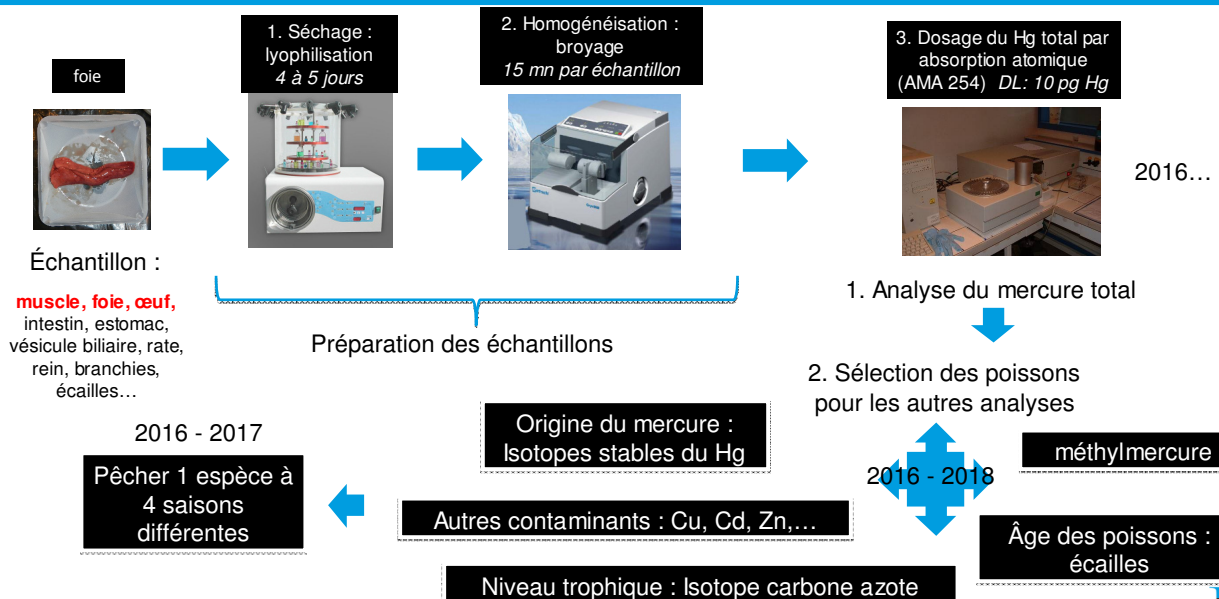 foie
1. Séchage :
lyophilisation
4 à 5 jours
2. Homogénéisation :
broyage
15 mn par échantillon
3. Dosage du Hg total par
absorption atomique
(AMA 254) DL: 10 pg Hg
2016…
Échantillon :
muscle, foie, œuf,
intestin, estomac,
vésicule biliaire, rate,
rein, branchies,
écailles…
Préparation des échantillons
1. Analyse du mercure total
2. Sélection des poissons
pour les autres analyses
2016 - 2018
méthylmercure
Âge des poissons :
écailles
Origine du mercure :
Isotopes stables du Hg
Autres contaminants : Cu, Cd, Zn,…
Niveau trophique : Isotope carbone azote
2016 - 2017
Pêcher 1 espèce à
4 saisons
différentes